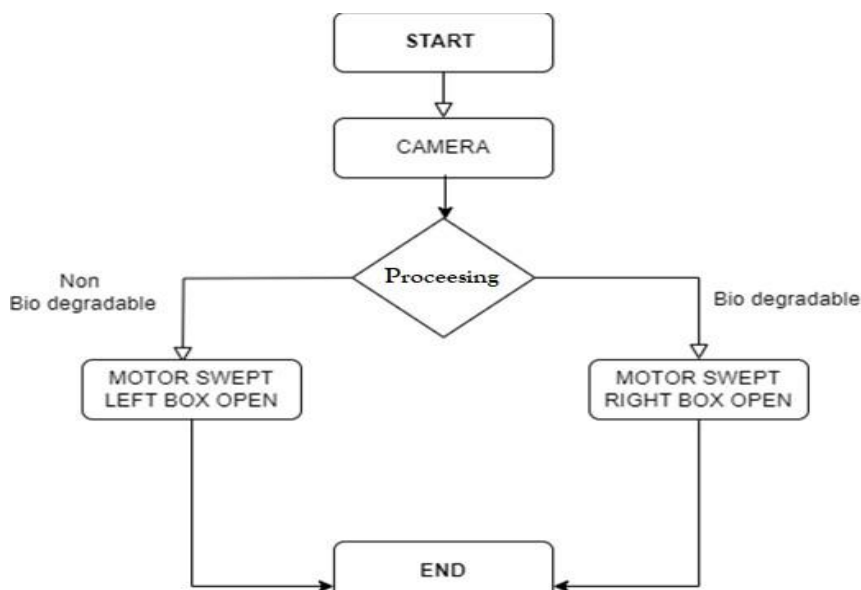 START
CAMERA
Proceesing
Non
Bio degradable
Bio degradable
MOTOR SWEPT
LEFT BOX OPEN
MOTOR SWEPT
RIGHT BOX OPEN
END